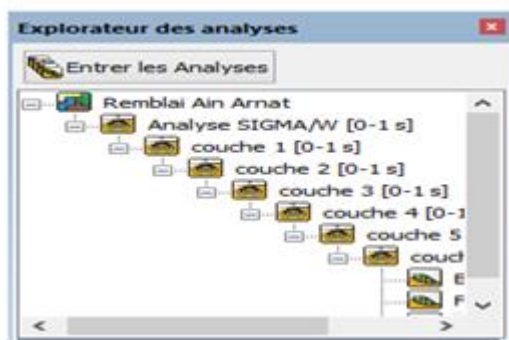 Explorateur des analyses
Entrer les Analyses
Remblai Ain Arnat
Analyse SIGMA/W [0-1 s]
couche 1 [0-1 s]
couche 2 [0-1 s]
couche 3 [0-1 s]
couche 4 [0-1
couche 5
couch
E
F